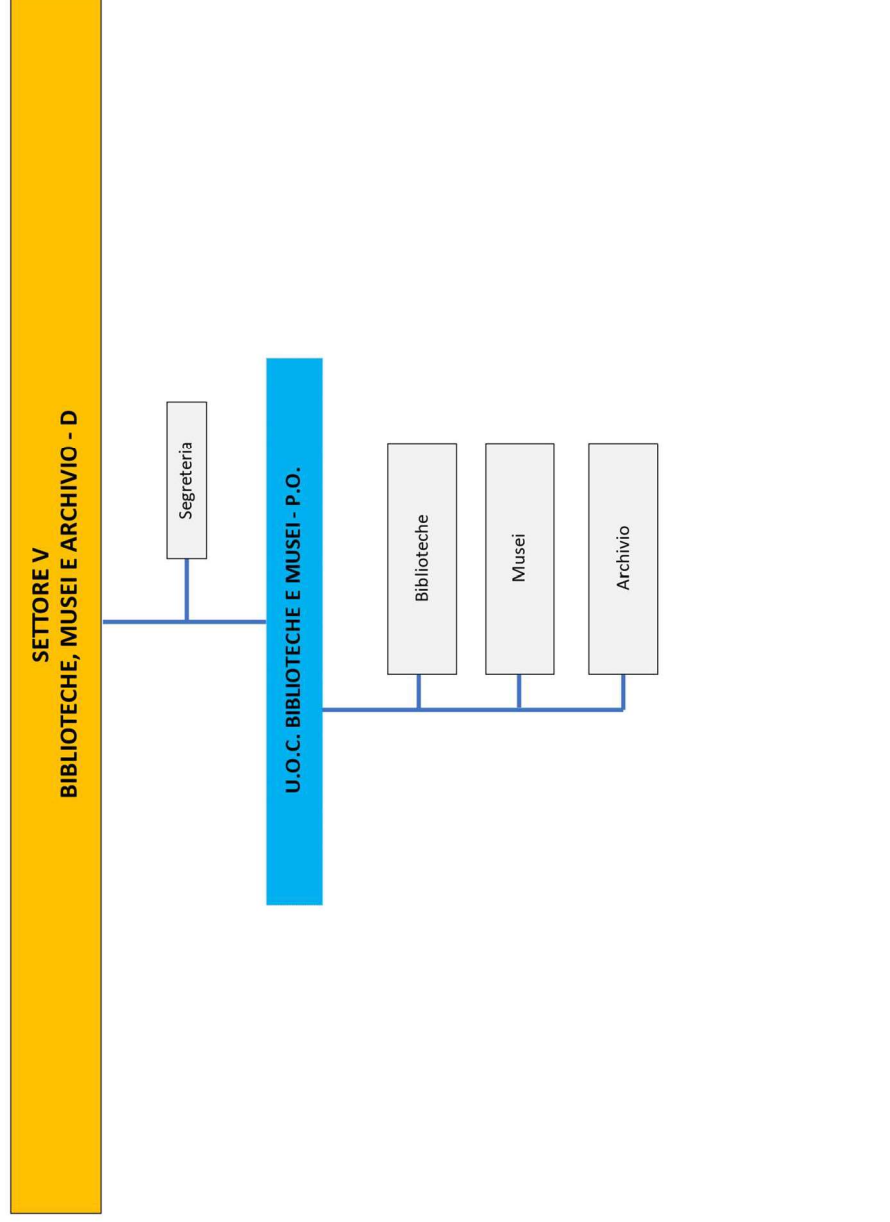 SETTORE V
BIBLIOTECHE, MUSEI E ARCHIVIO - D
Segreteria
U.O.C. BIBLIOTECHE E MUSEI - P.O.
Biblioteche
Musei
Archivio